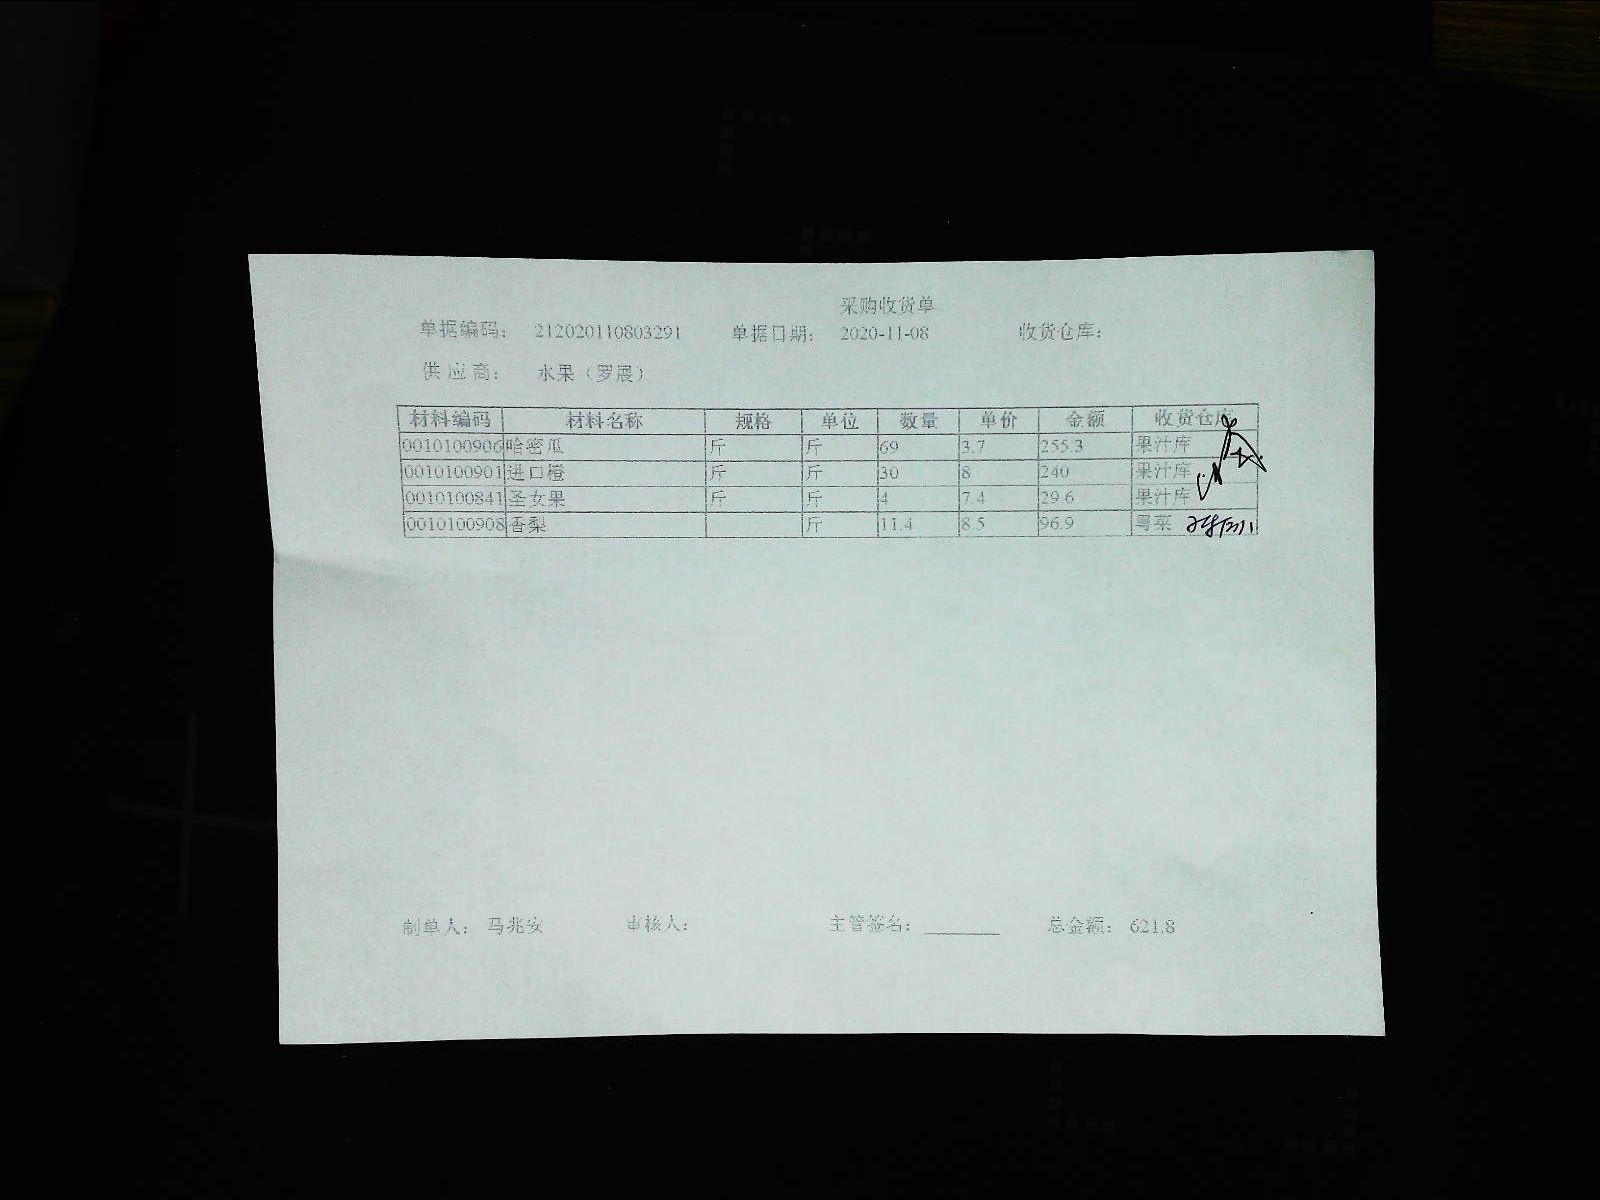 采购收货单
单据编码： 212020110803291 单据日期： 2020-11-08 收货仓库：
供应商： 水果（罗展）
材料编码 材料名称 规格 单位 数量 单价 金额 收货仓库
0010100906 哈密瓜 斤 斤 69 3.7 255.3 果汁库
0010100901 进口橙 斤 斤 30 8 240 果汁库
0010100841 圣女果 斤 斤 4 7.4 29.6 果汁库
0010100908 香梨 斤 11.4 8.5 96.9 粤菜
制单人： 马兆安 审核人： 主管签名： 总金额： 621.8